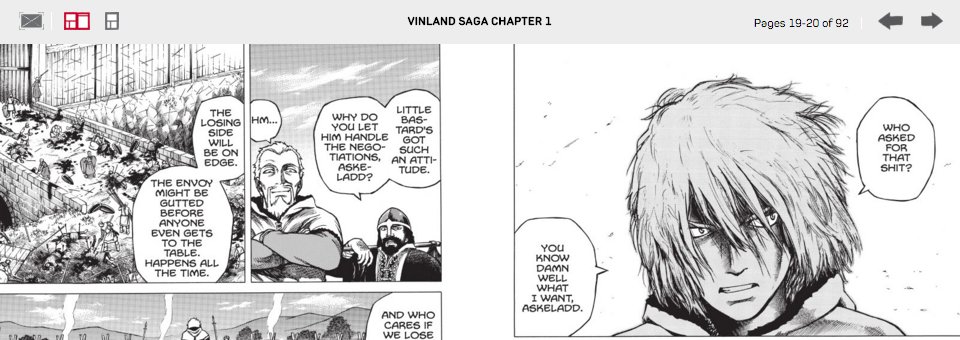 VINLAND SAGA CHAPTER 1
Pages 19-20 of 92
LITTLE
BAS-
TARD'S
GOT
SUCH
AN ATTI-
TUDE.
WHY DO
YOU LET
HIM HANDLE
THE NEGO-
TIATIONS,
ASKE-
LADD?
HM...
THE
LOSING
SIDE
WILL
BE ON
EDGE.
THE ENVOY
MIGHT BE
GUTTED
BEFORE
ANYONE
EVEN GETS
TO THE
TABLE.
HAPPENS ALL
THE TIME.
AND WHO
CARES IF
WE LOSE
WHO
ASKED
FOR
THAT
SHIT?
YOU
KNOW
DAMN
WELL
WHAT
I WANT,
ASKELADD.